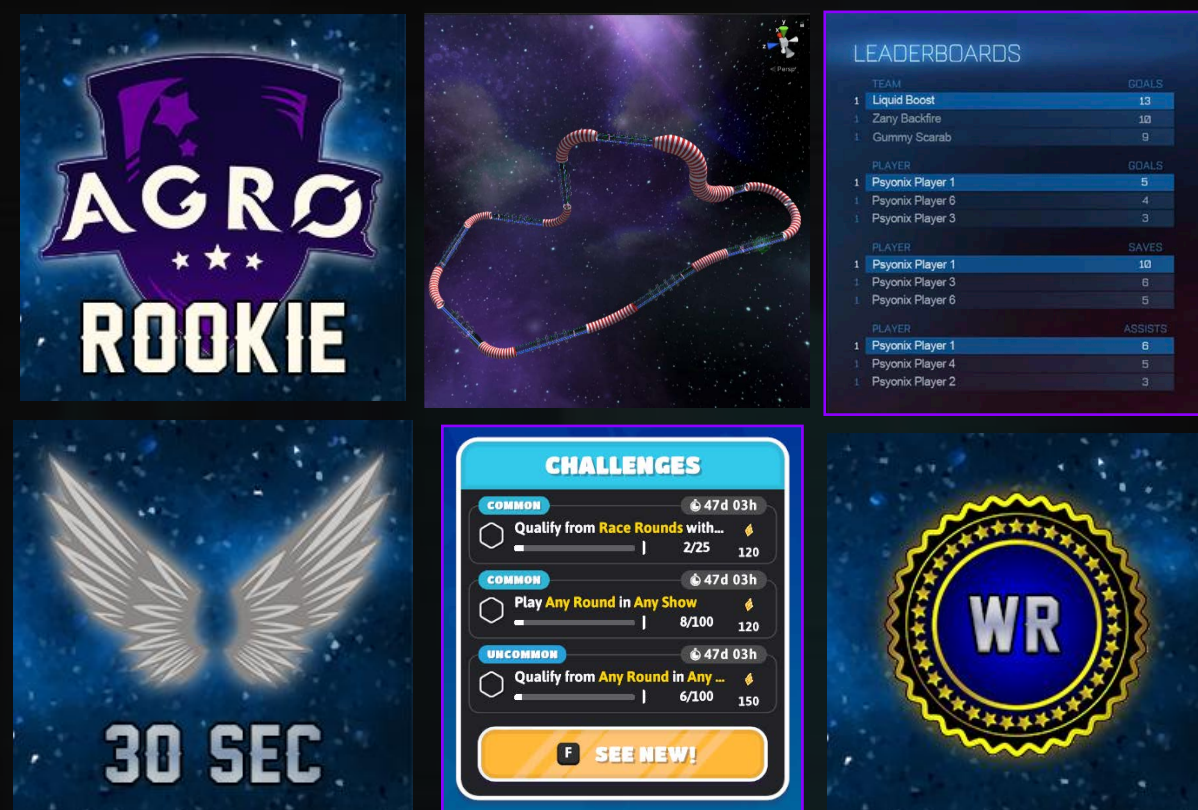 AGRO
ROOKIE
y
x
z
< Persp
LEADERBOARDS
TEAM GOALS
1 Liquid Boost 13
1 Zany Backfire 10
1 Gummy Scarab 9
PLAYER GOALS
1 Psyonix Player 1 5
1 Psyonix Player 6 4
1 Psyonix Player 3 3
PLAYER SAVES
1 Psyonix Player 1 10
1 Psyonix Player 3 6
1 Psyonix Player 6 5
PLAYER ASSISTS
1 Psyonix Player 1 6
1 Psyonix Player 4 5
1 Psyonix Player 2 3
30 SEC
CHALLENGES
COMMON 47d 03h
Qualify from Race Rounds with...
2/25 120
COMMON 47d 03h
Play Any Round in Any Show
8/100 120
UNCOMMON 47d 03h
Qualify from Any Round in Any ...
6/100 150
F SEE NEW!
WR